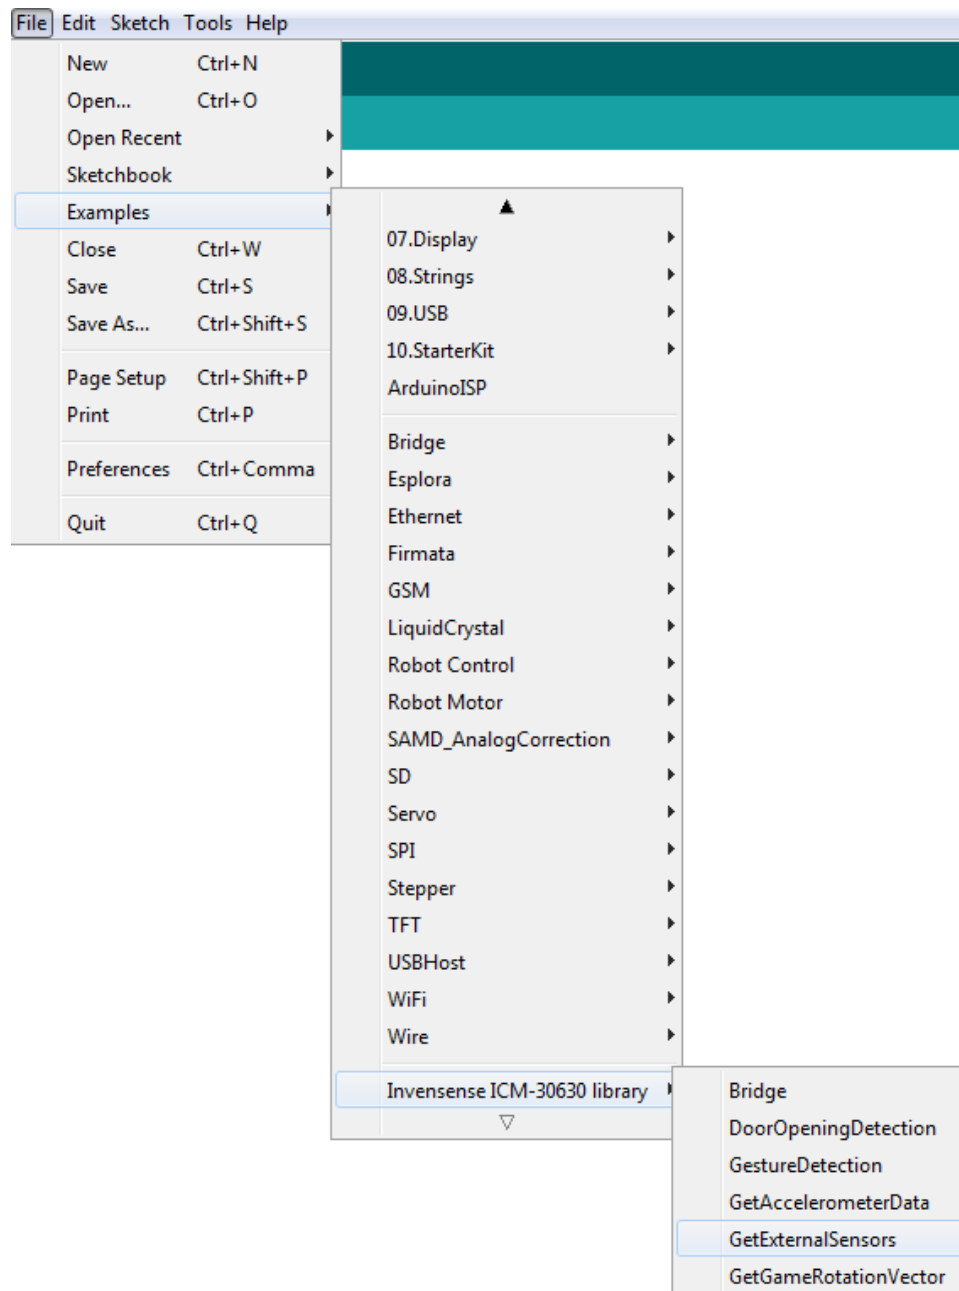 File Edit Sketch Tools Help
New Ctrl+N
Open... Ctrl+O
Open Recent
Sketchbook
Examples
Close Ctrl+W
Save Ctrl+S
Save As... Ctrl+Shift+S
Page Setup Ctrl+Shift+P
Print Ctrl+P
Preferences Ctrl+Comma
Quit Ctrl+Q
07.Display
08.Strings
09.USB
10.StarterKit
ArduinoISP
Bridge
Esplora
Ethernet
Firmata
GSM
LiquidCrystal
Robot Control
Robot Motor
SAMD_AnalogCorrection
SD
Servo
SPI
Stepper
TFT
USBHost
WiFi
Wire
Invensense ICM-30630 library
Bridge
DoorOpeningDetection
GestureDetection
GetAccelerometerData
GetExternalSensors
GetGameRotationVector